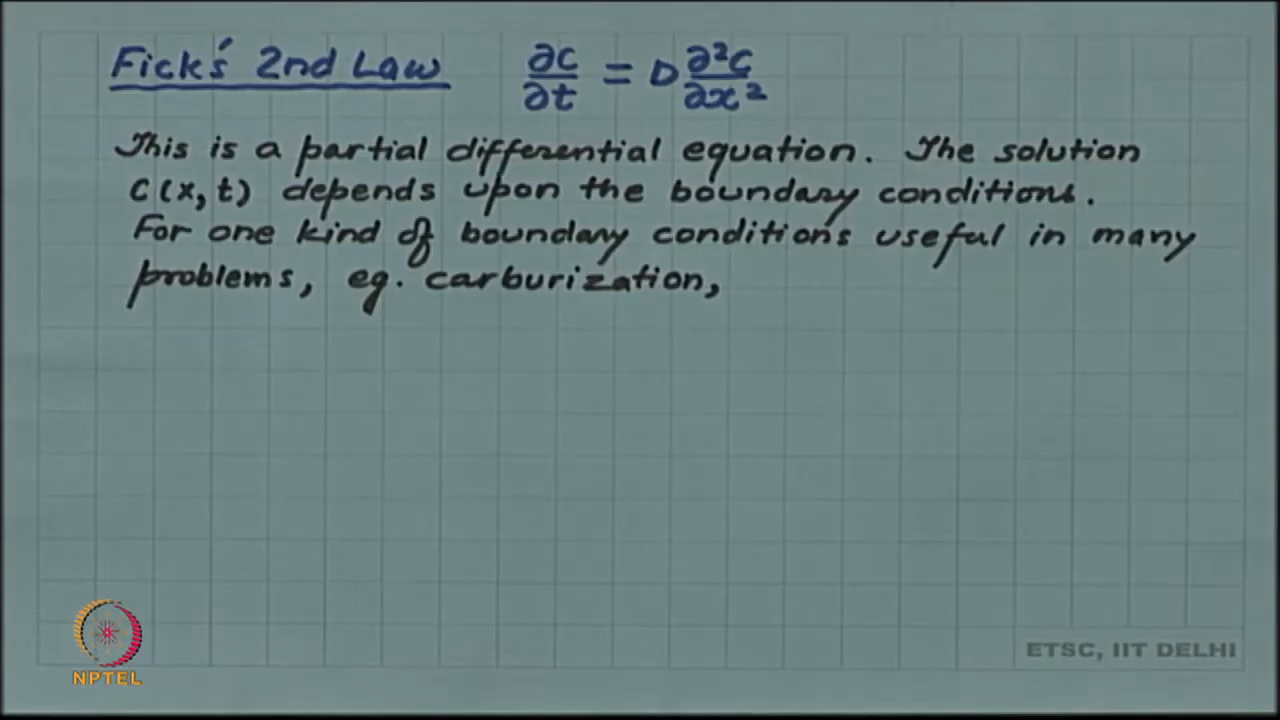 Fick's 2nd Law ∂C/∂t = D ∂²C/∂x²
This is a partial differential equation. The solution
C(x,t) depends upon the boundary conditions.
For one kind of boundary conditions useful in many
problems, eg. carburization,
NPTEL
ETSC, IIT DELHI